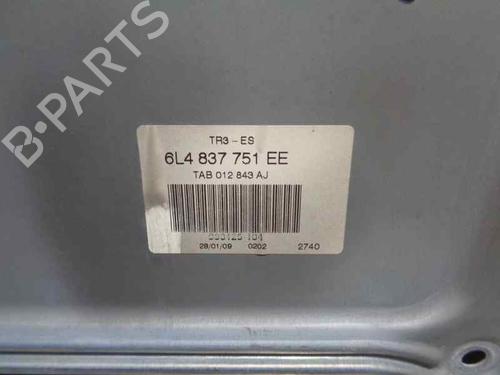 TR3-ES
6L4 837 751 EE
TAB 012 843 AJ
28/01/09 0202 2740
B-PARTS